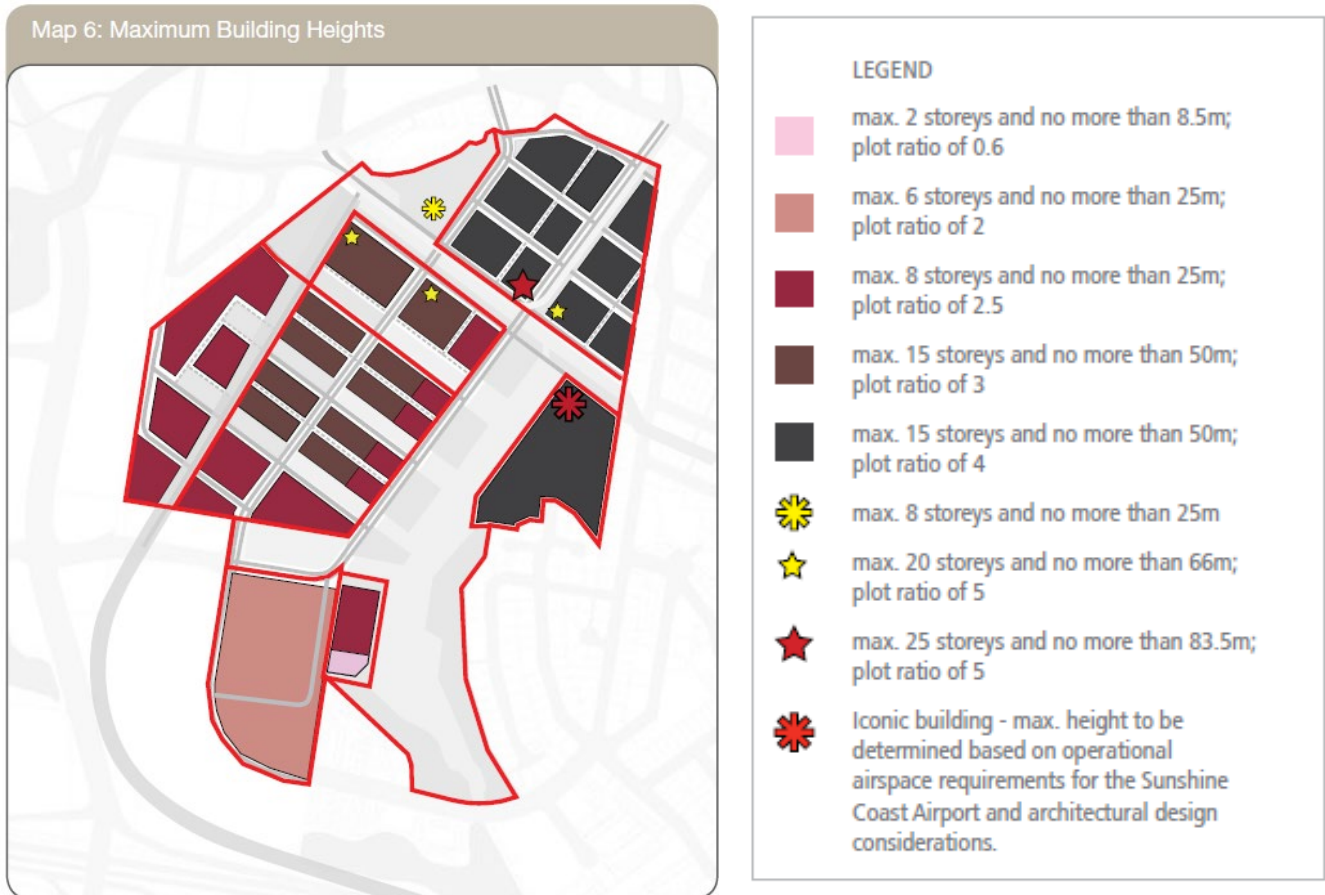 Map 6: Maximum Building Heights
LEGEND
max. 2 storeys and no more than 8.5m;
plot ratio of 0.6
max. 6 storeys and no more than 25m;
plot ratio of 2
max. 8 storeys and no more than 25m;
plot ratio of 2.5
max. 15 storeys and no more than 50m;
plot ratio of 3
max. 15 storeys and no more than 50m;
plot ratio of 4
max. 8 storeys and no more than 25m
max. 20 storeys and no more than 66m;
plot ratio of 5
max. 25 storeys and no more than 83.5m;
plot ratio of 5
Iconic building - max. height to be
determined based on operational
airspace requirements for the Sunshine
Coast Airport and architectural design
considerations.